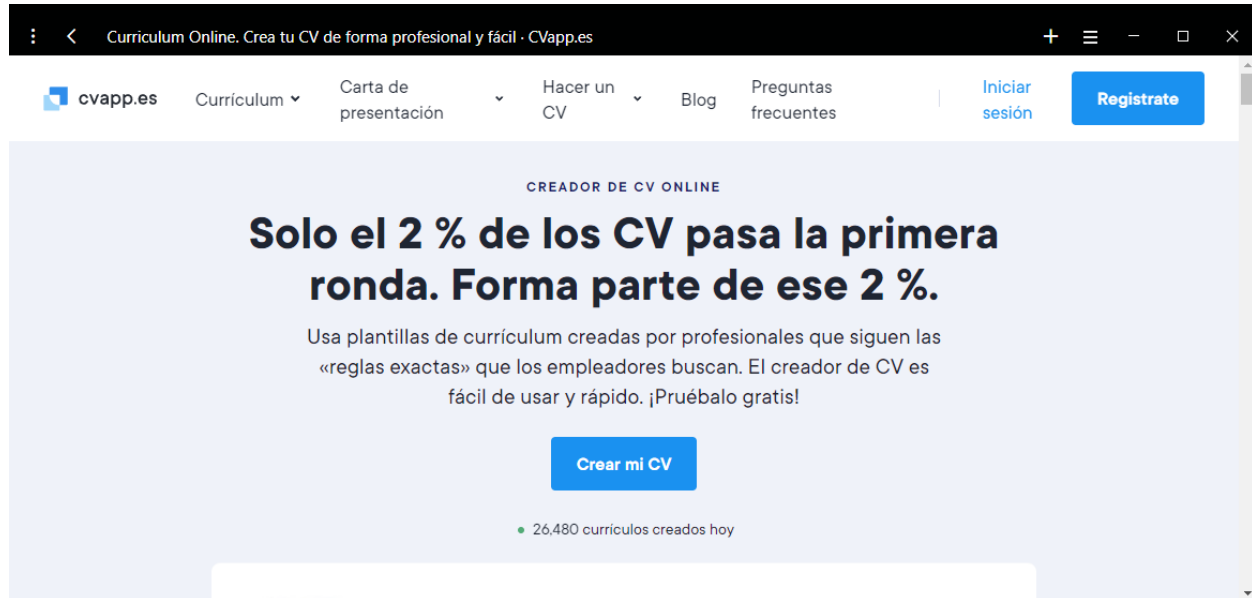 Curriculum Online. Crea tu CV de forma profesional y fácil · CVapp.es
cvapp.es
Currículum
Carta de
presentación
Hacer un
CV
Blog
Preguntas
frecuentes
Iniciar
sesión
Registrate
CREADOR DE CV ONLINE
Solo el 2 % de los CV pasa la primera
ronda. Forma parte de ese 2 %.
Usa plantillas de currículum creadas por profesionales que siguen las
«reglas exactas» que los empleadores buscan. El creador de CV es
fácil de usar y rápido. ¡Pruébalo gratis!
Crear mi CV
26,480 currículos creados hoy